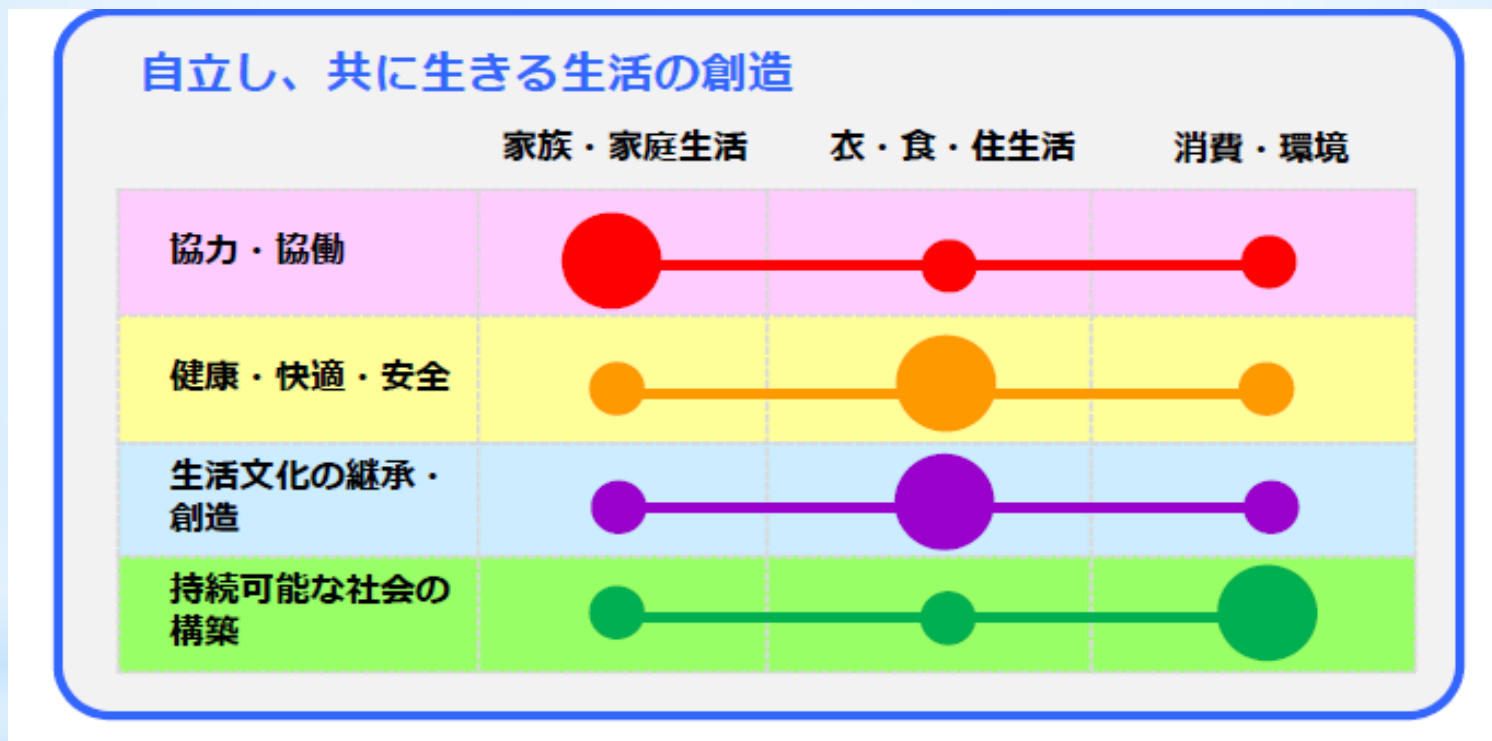 自立し、共に生きる生活の創造
家族・家庭生活 衣・食・住生活 消費・環境
協力・協働
健康・快適・安全
生活文化の継承・
創造
持続可能な社会の
構築